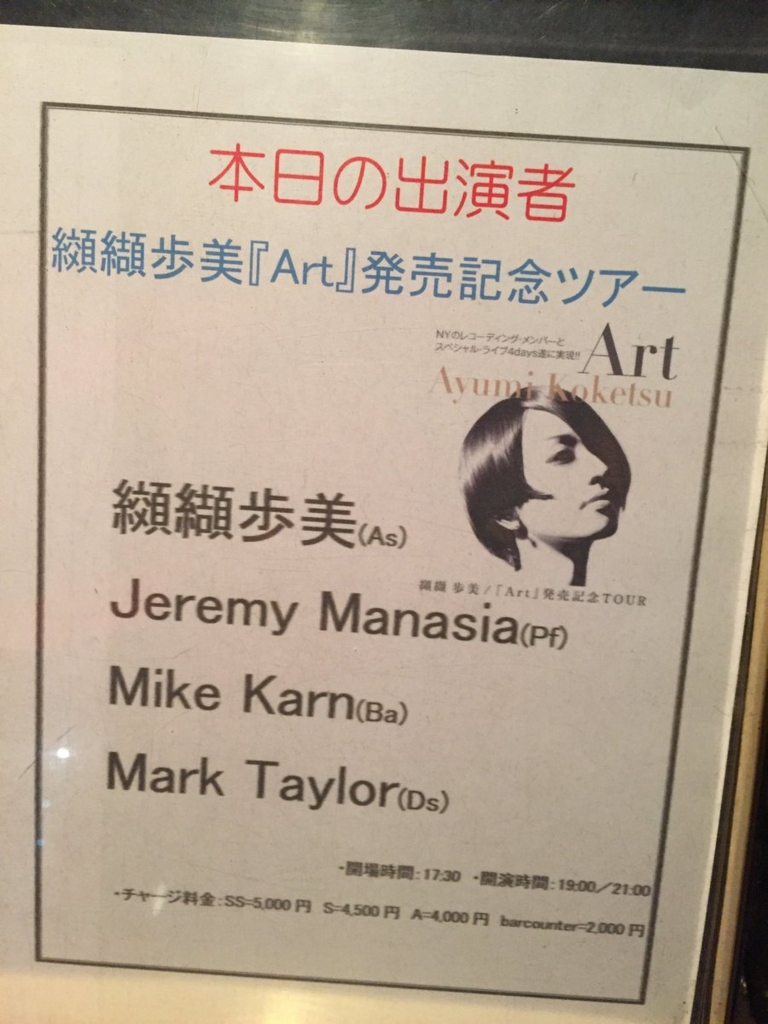 本日の出演者
纐纈歩美『Art』発売記念ツアー
NYのレコーディング・メンバーと
スペシャル・ライブ4days遂に実現!!
Art
Ayumi Koketsu
纐纈歩美(As)
纐纈 歩美/「Art」発売記念TOUR
Jeremy Manasia(Pf)
Mike Karn(Ba)
Mark Taylor(Ds)
・開場時間:17:30 ・開演時間:19:00/21:00
・チャージ料金:SS=5,000円 S=4,500円 A=4,000円 barcounter=2,000円